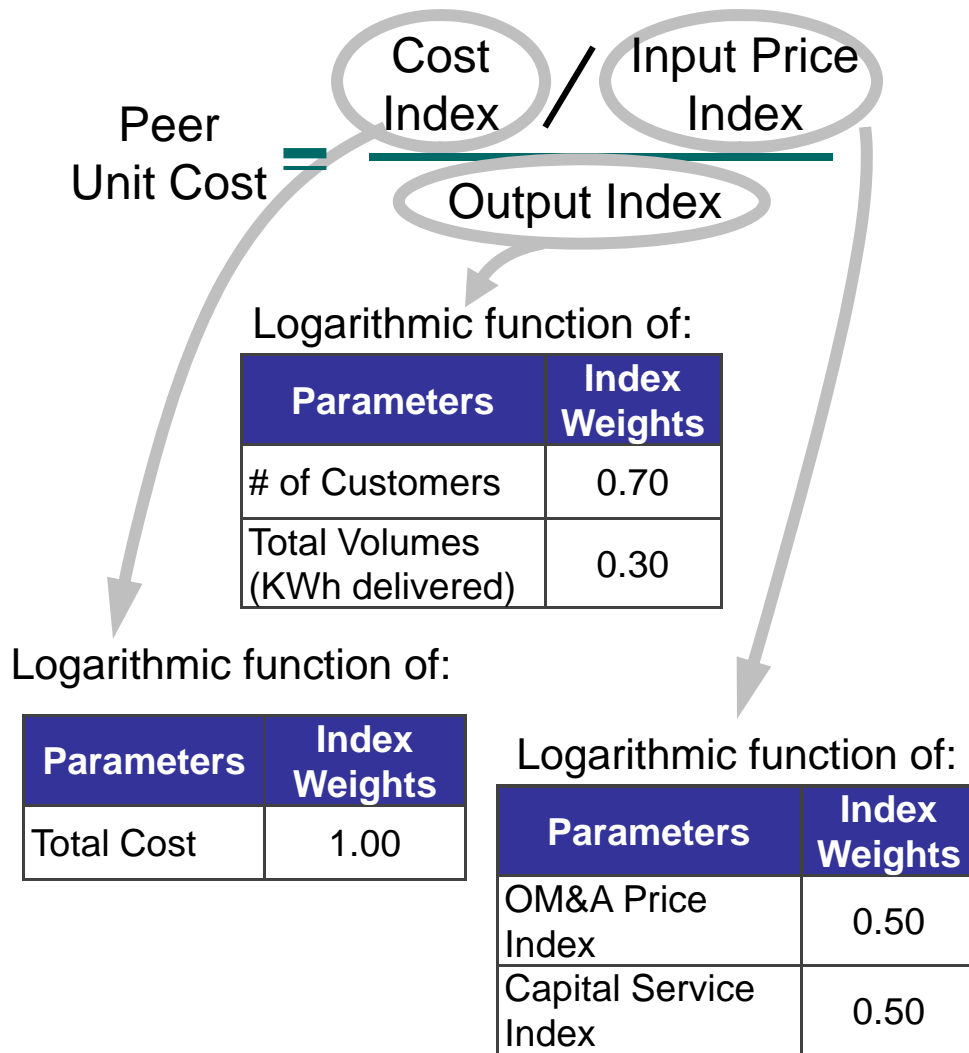 Cost / Input Price
Index Index
Peer
Unit Cost =
Output Index
Logarithmic function of:
Parameters Index
Weights
# of Customers 0.70
Total Volumes
(KWh delivered) 0.30
Logarithmic function of:
Parameters Index
Weights
Total Cost 1.00
Logarithmic function of:
Parameters Index
Weights
OM&A Price
Index 0.50
Capital Service
Index 0.50